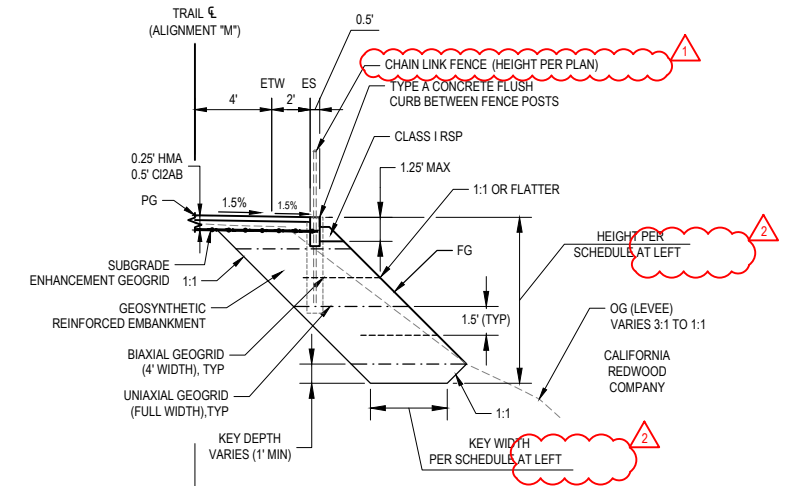 TRAIL ℄
(ALIGNMENT "M")
0.5'
1
CHAIN LINK FENCE (HEIGHT PER PLAN)
ETW
ES
TYPE A CONCRETE FLUSH
CURB BETWEEN FENCE POSTS
4'
2'
CLASS I RSP
0.25' HMA
0.5' Cl2AB
1.25' MAX
PG
1.5%
1.5%
1:1 OR FLATTER
2
HEIGHT PER
SCHEDULE AT LEFT
FG
SUBGRADE
ENHANCEMENT GEOGRID
1:1
GEOSYNTHETIC
REINFORCED EMBANKMENT
1.5' (TYP)
OG (LEVEE)
VARIES 3:1 TO 1:1
BIAXIAL GEOGRID
(4' WIDTH), TYP
CALIFORNIA
REDWOOD
COMPANY
UNIAXIAL GEOGRID
(FULL WIDTH),TYP
1:1
KEY DEPTH
VARIES (1' MIN)
2
KEY WIDTH
PER SCHEDULE AT LEFT